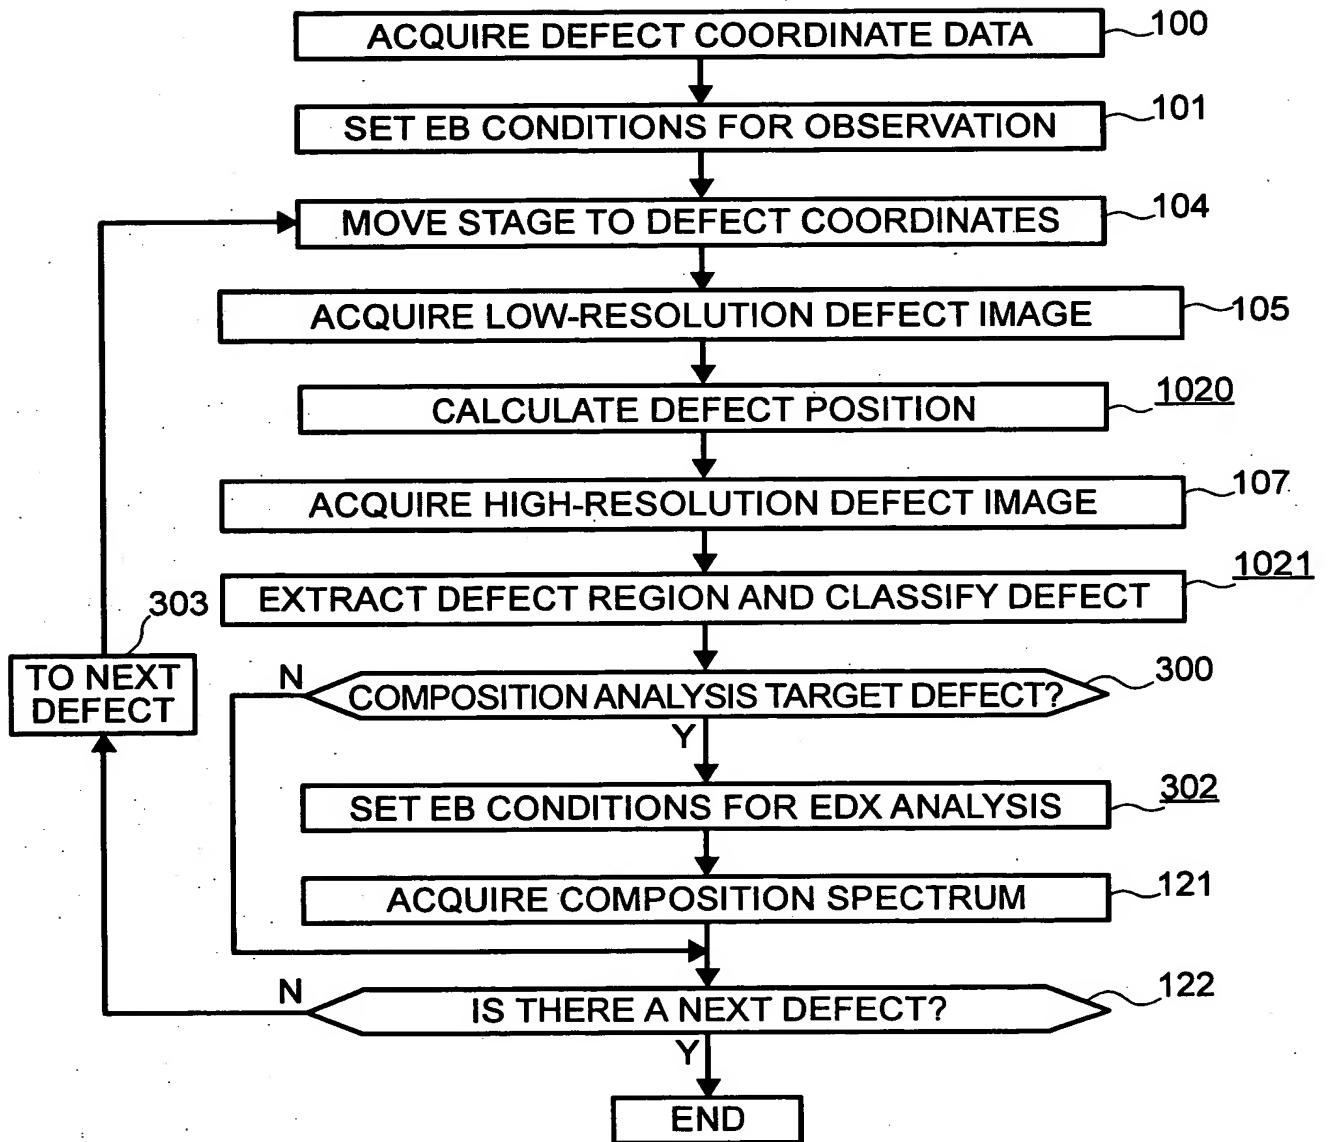 ACQUIRE DEFECT COORDINATE DATA
100
SET EB CONDITIONS FOR OBSERVATION
101
MOVE STAGE TO DEFECT COORDINATES
104
ACQUIRE LOW-RESOLUTION DEFECT IMAGE
105
CALCULATE DEFECT POSITION
1020
ACQUIRE HIGH-RESOLUTION DEFECT IMAGE
107
EXTRACT DEFECT REGION AND CLASSIFY DEFECT
1021
303
TO NEXT
DEFECT
N
COMPOSITION ANALYSIS TARGET DEFECT?
300
Y
SET EB CONDITIONS FOR EDX ANALYSIS
302
ACQUIRE COMPOSITION SPECTRUM
121
N
IS THERE A NEXT DEFECT?
122
Y
END